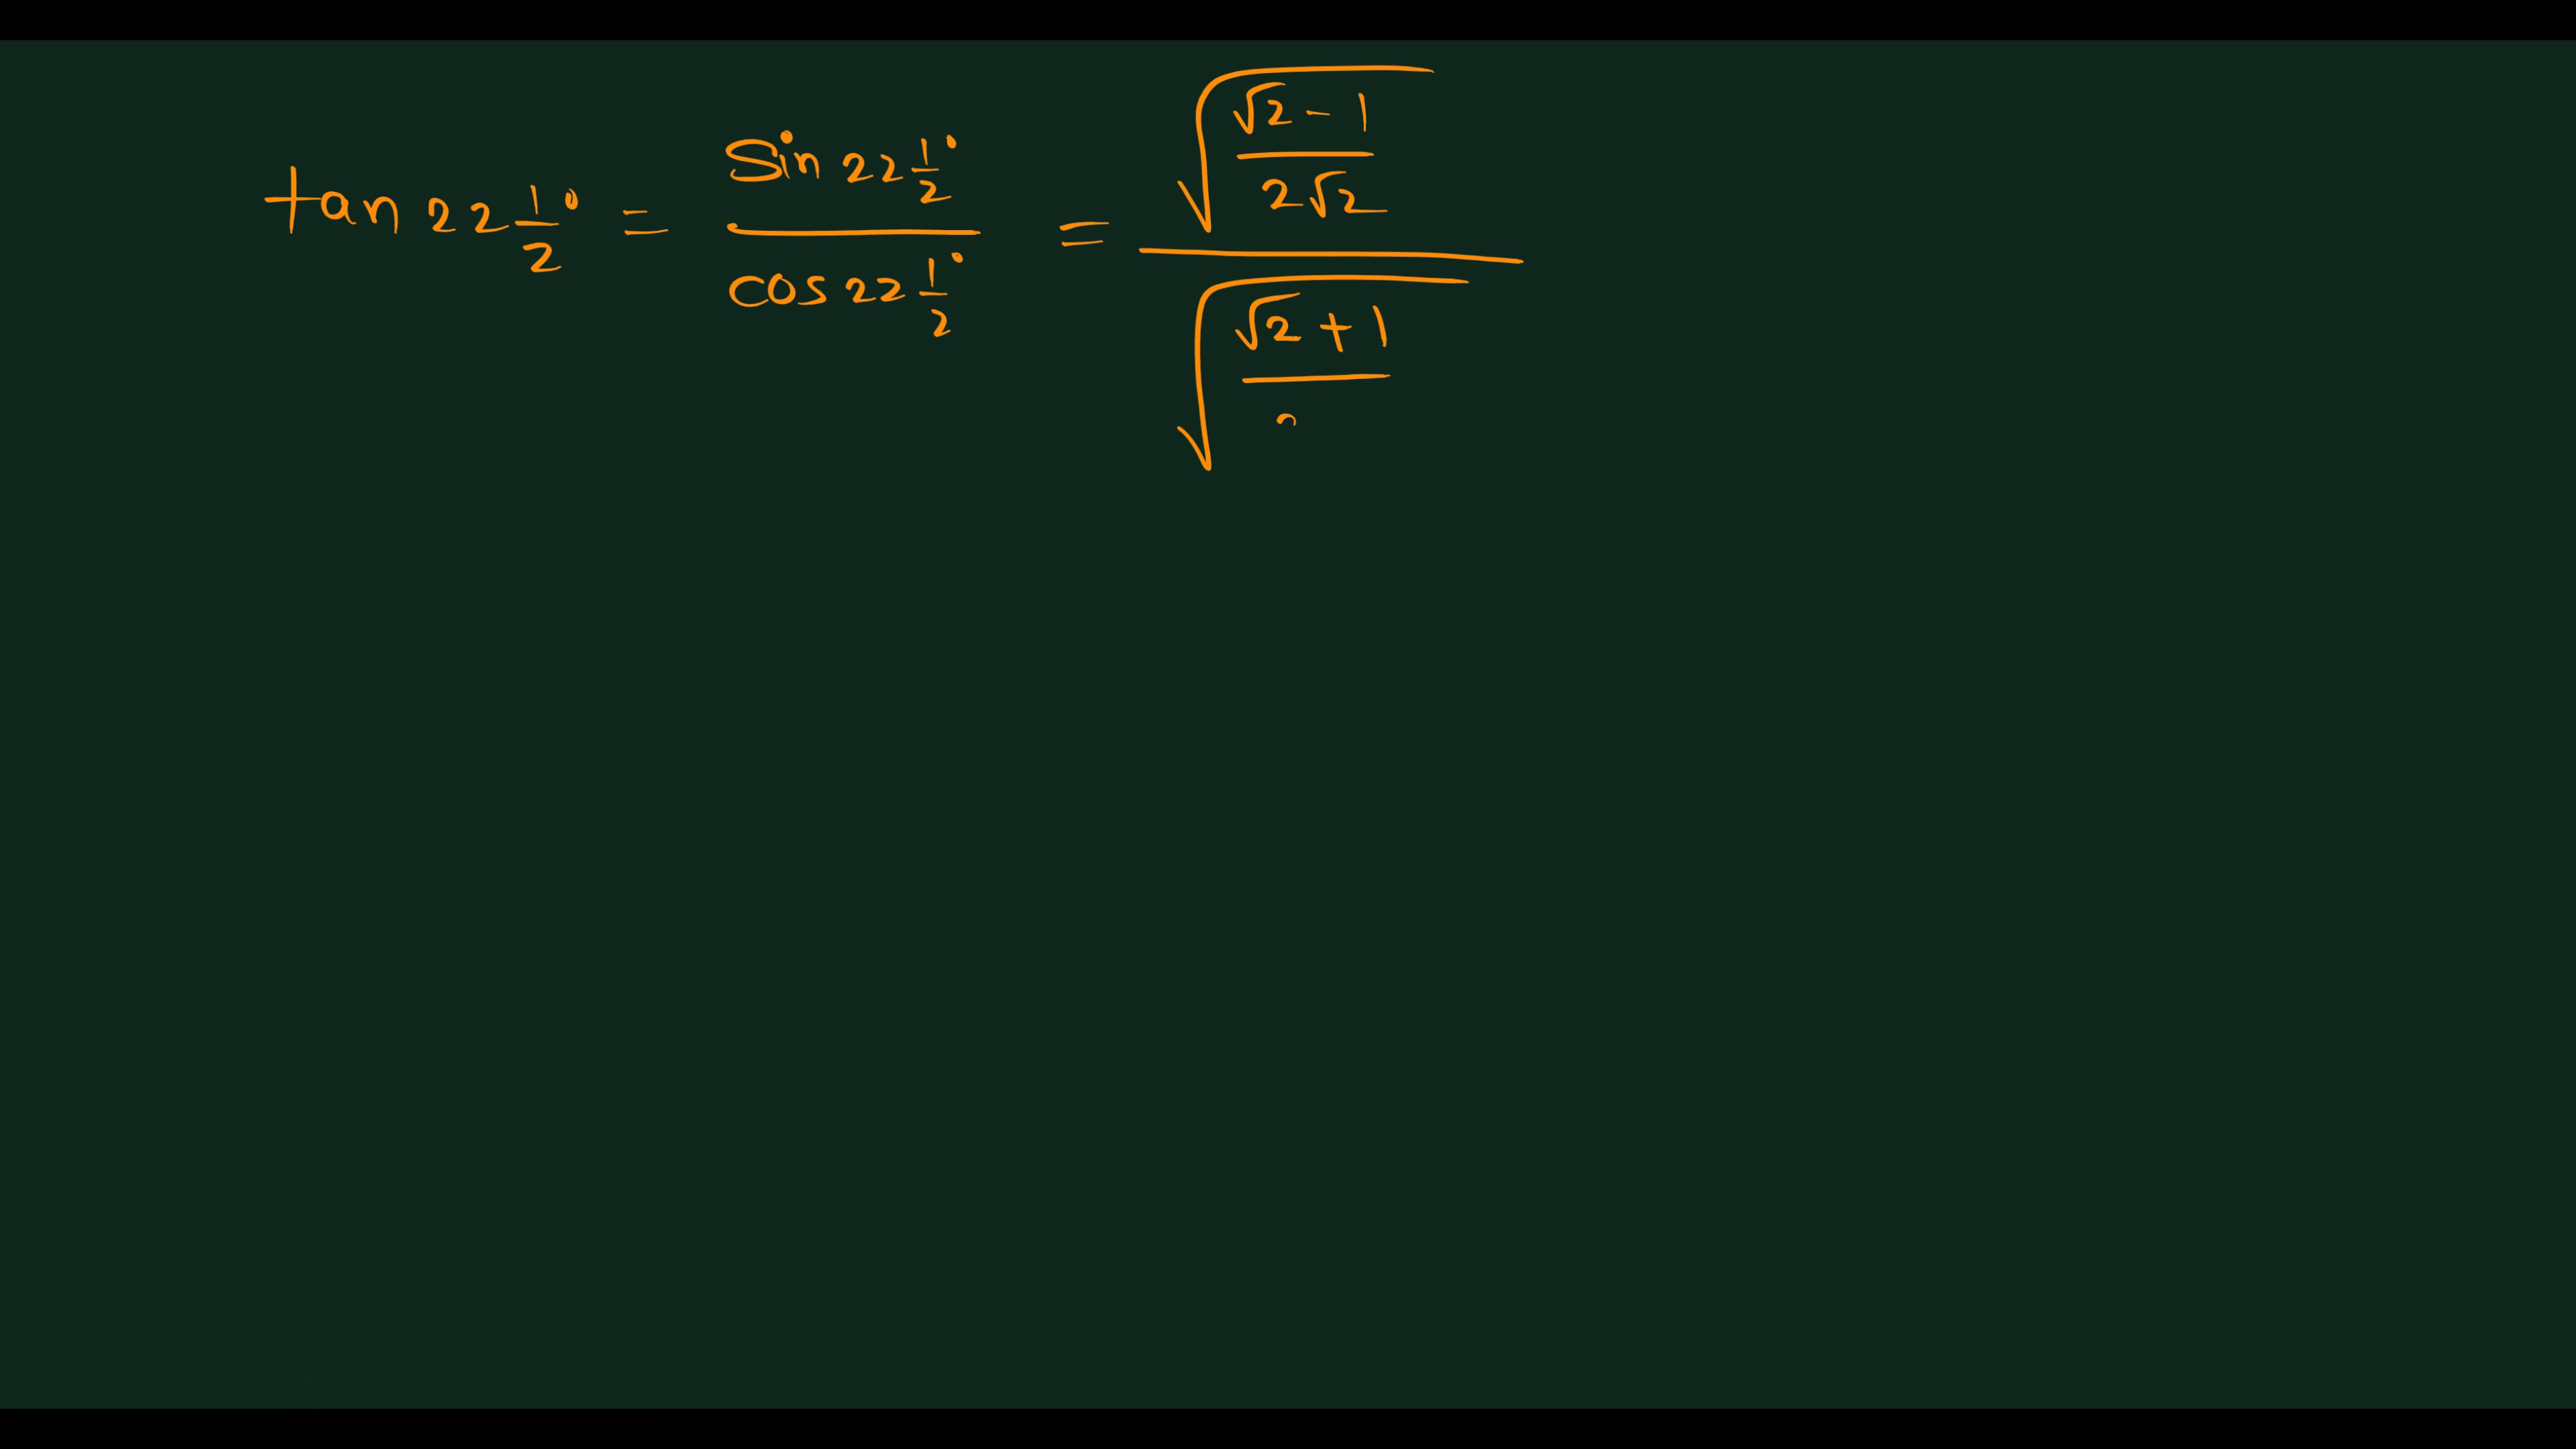 tan 22 1/2° = Sin 22 1/2° / cos 22 1/2° = √((√2 - 1) / (2√2)) / √((√2 + 1) /